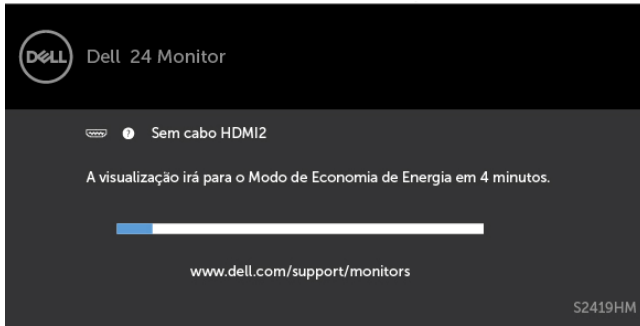 DELL
Dell 24 Monitor
? Sem cabo HDMI2
A visualização irá para o Modo de Economia de Energia em 4 minutos.
www.dell.com/support/monitors
S2419HM